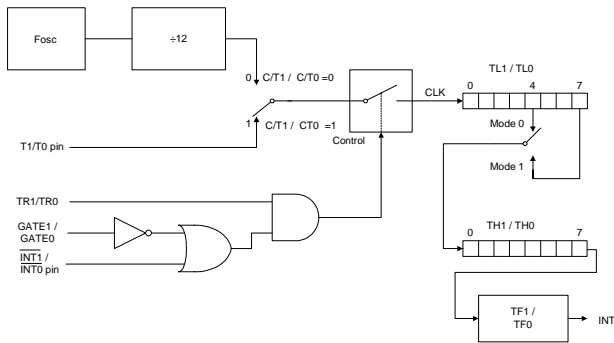 Fosc
÷12
0 C/T1 / C/T0 =0
1 C/T1 / CT0 =1
T1/T0 pin
Control
CLK
TL1 / TL0
0 4 7
Mode 0
Mode 1
TH1 / TH0
0 7
TR1/TR0
GATE1 /
GATE0
INT1 /
INT0 pin
TF1 /
TF0
INT